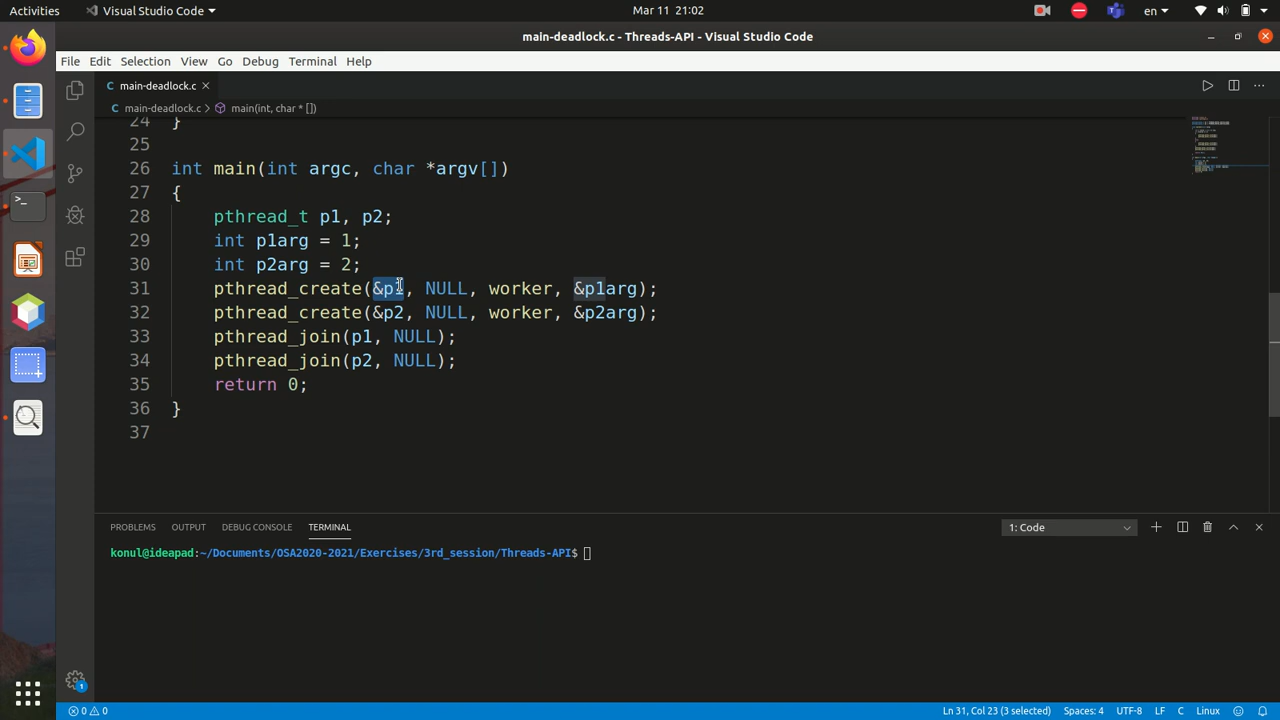 Activities Visual Studio Code Mar 11 21:02 en
main-deadlock.c - Threads-API - Visual Studio Code
File Edit Selection View Go Debug Terminal Help
C main-deadlock.c
C main-deadlock.c > main(int, char * [])
24 }
25
26 int main(int argc, char *argv[])
27 {
28 pthread_t p1, p2;
29 int p1arg = 1;
30 int p2arg = 2;
31 pthread_create(&p1, NULL, worker, &p1arg);
32 pthread_create(&p2, NULL, worker, &p2arg);
33 pthread_join(p1, NULL);
34 pthread_join(p2, NULL);
35 return 0;
36 }
37
PROBLEMS OUTPUT DEBUG CONSOLE TERMINAL 1: Code
konul@ideapad:~/Documents/OSA2020-2021/Exercises/3rd_session/Threads-API$
1
0 0 Ln 31, Col 23 (3 selected) Spaces: 4 UTF-8 LF C Linux